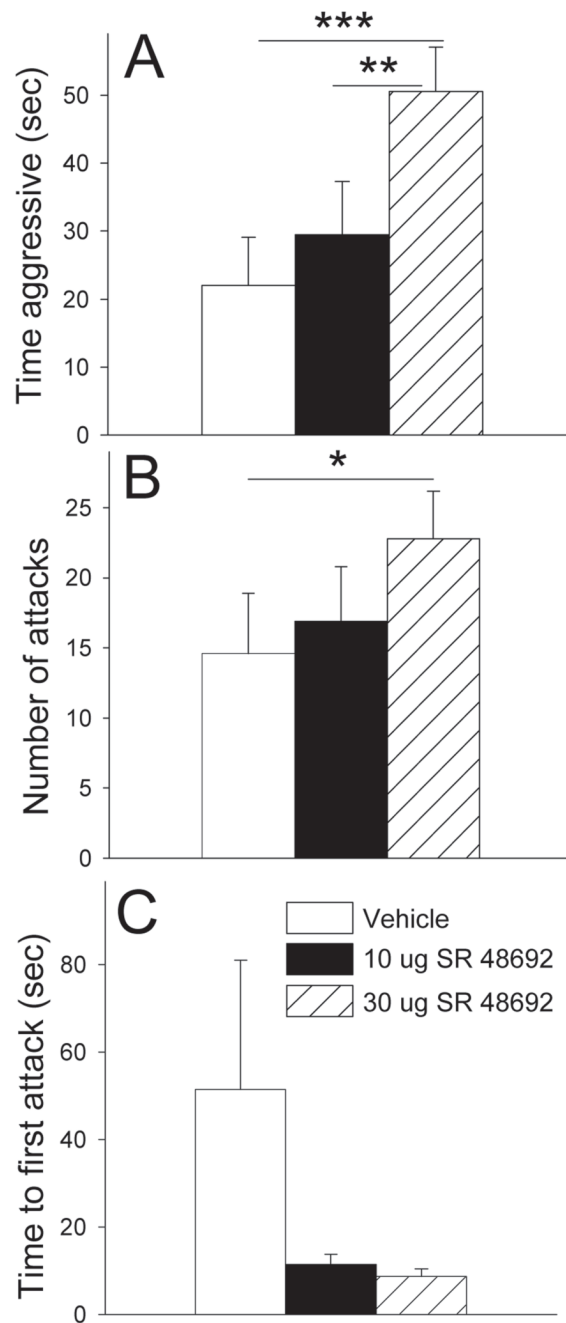 A
***
**
Time aggressive (sec)
50
40
30
20
10
0
B
*
Number of attacks
25
20
15
10
5
0
C
Vehicle
10 ug SR 48692
30 ug SR 48692
Time to first attack (sec)
80
60
40
20
0